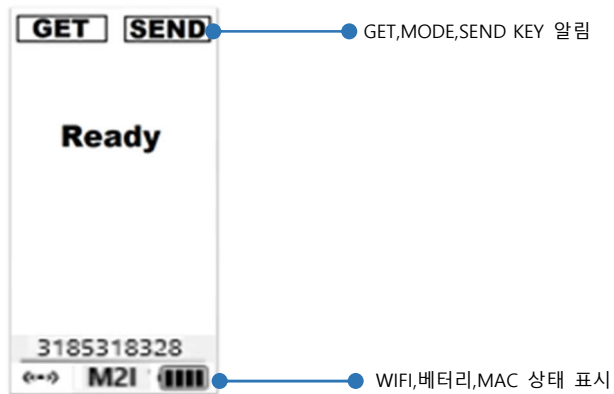 GET SEND
GET,MODE,SEND KEY 알림
Ready
3185318328
M2I
WIFI,베터리,MAC 상태 표시